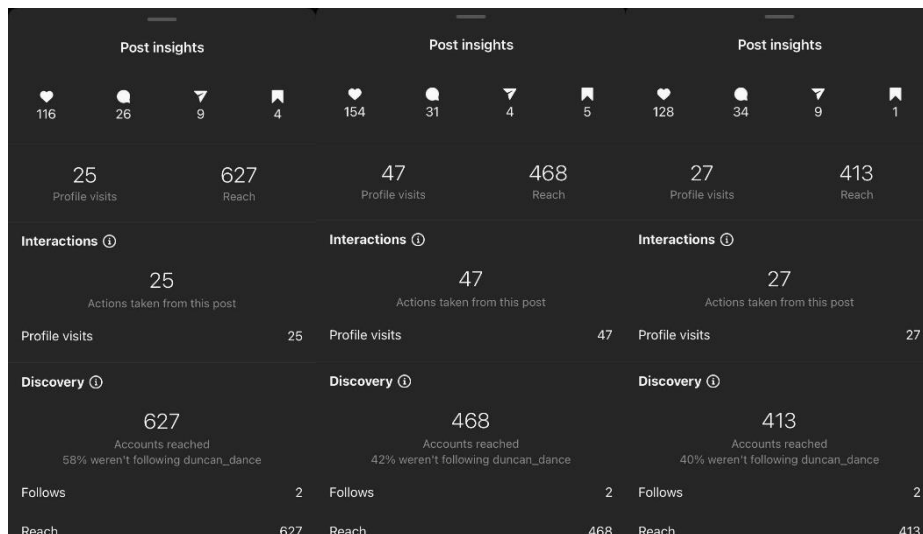 Post insights
116 26 9 4
25 627
Profile visits Reach
Interactions
25
Actions taken from this post
Profile visits 25
Discovery
627
Accounts reached
58% weren't following duncan_dance
Follows 2
Reach 627
Post insights
154 31 4 5
47 468
Profile visits Reach
Interactions
47
Actions taken from this post
Profile visits 47
Discovery
468
Accounts reached
42% weren't following duncan_dance
Follows 2
Reach 468
Post insights
128 34 9 1
27 413
Profile visits Reach
Interactions
27
Actions taken from this post
Profile visits 27
Discovery
413
Accounts reached
40% weren't following duncan_dance
Follows 2
Reach 413